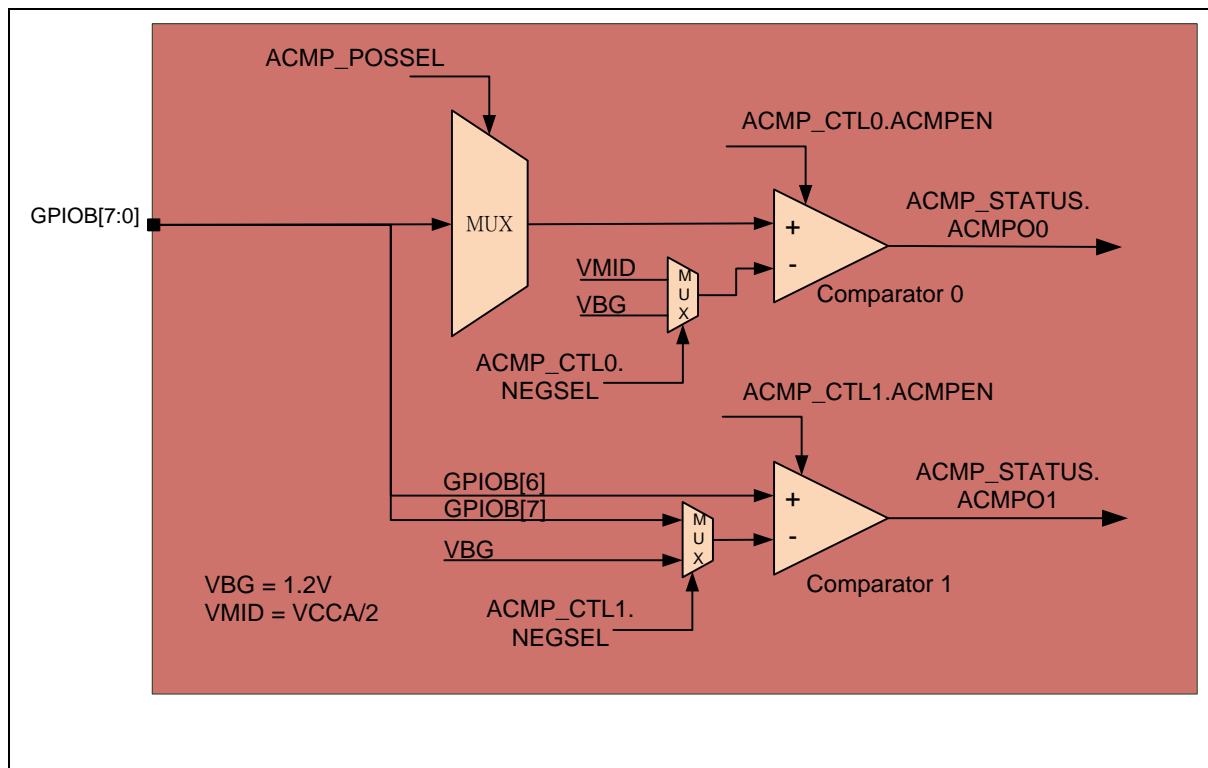 ACMP_POSSEL
ACMP_CTL0.ACMPEN
GPIOB[7:0]
MUX
+
-
ACMP_STATUS.
ACMPO0
VMID
VBG
M
U
X
Comparator 0
ACMP_CTL0.
NEGSEL
ACMP_CTL1.ACMPEN
GPIOB[6]
GPIOB[7]
VBG
M
U
X
+
-
ACMP_STATUS.
ACMPO1
Comparator 1
VBG = 1.2V
VMID = VCCA/2
ACMP_CTL1.
NEGSEL